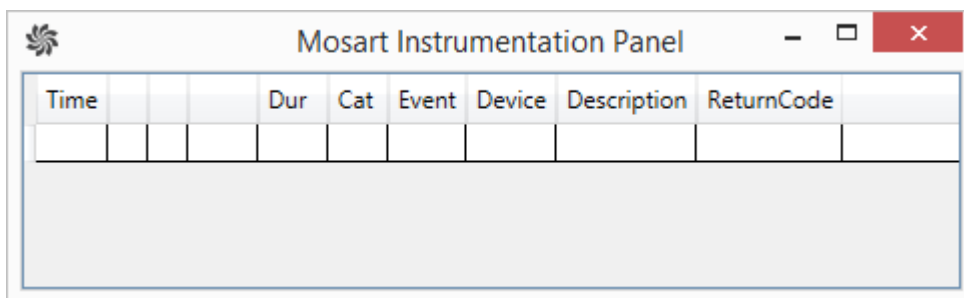 Mosart Instrumentation Panel
Time Dur Cat Event Device Description ReturnCode